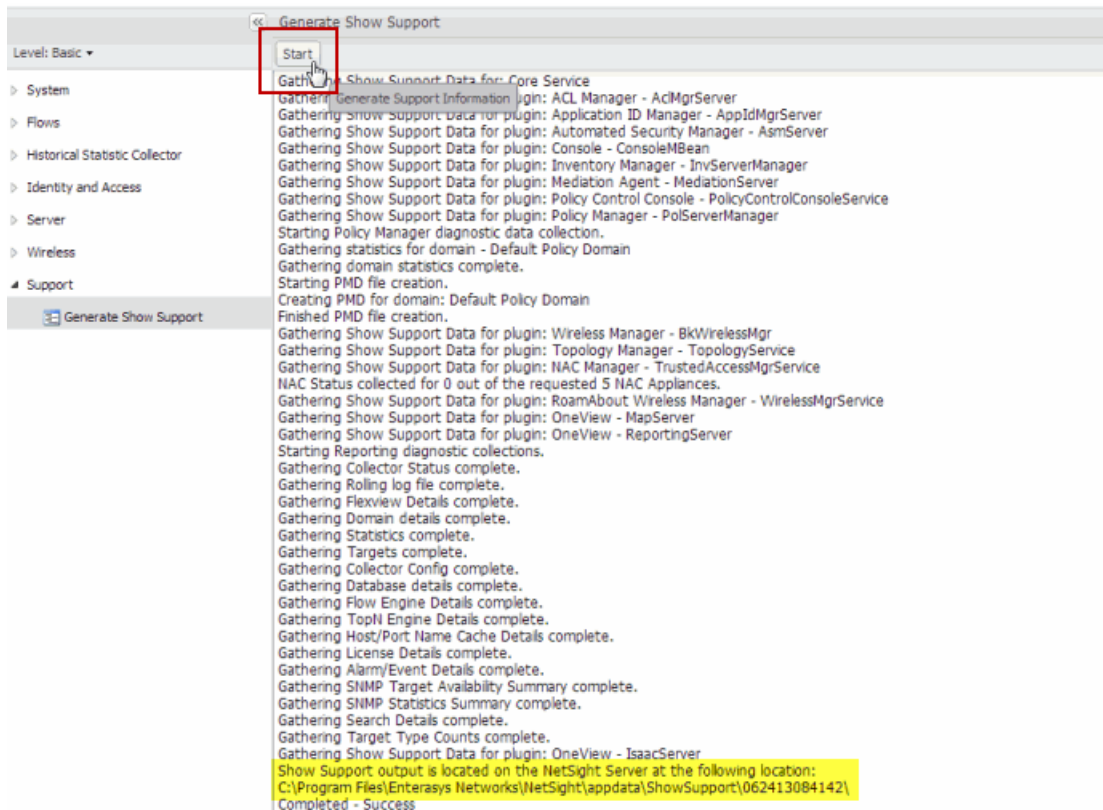 Generate Show Support
Level: Basic
Start
System
Flows
Historical Statistic Collector
Identity and Access
Server
Wireless
Support
Generate Show Support
Gathering Show Support Data for: Core Service
Generate Support Information
Gatherin ugin: ACL Manager - AclMgrServer
Gathering Show Support Data for plugin: Application ID Manager - AppIdMgrServer
Gathering Show Support Data for plugin: Automated Security Manager - AsmServer
Gathering Show Support Data for plugin: Console - ConsoleMBean
Gathering Show Support Data for plugin: Inventory Manager - InvServerManager
Gathering Show Support Data for plugin: Mediation Agent - MediationServer
Gathering Show Support Data for plugin: Policy Control Console - PolicyControlConsoleService
Gathering Show Support Data for plugin: Policy Manager - PolServerManager
Starting Policy Manager diagnostic data collection.
Gathering statistics for domain - Default Policy Domain
Gathering domain statistics complete.
Starting PMD file creation.
Creating PMD for domain: Default Policy Domain
Finished PMD file creation.
Gathering Show Support Data for plugin: Wireless Manager - BkWirelessMgr
Gathering Show Support Data for plugin: Topology Manager - TopologyService
Gathering Show Support Data for plugin: NAC Manager - TrustedAccessMgrService
NAC Status collected for 0 out of the requested 5 NAC Appliances.
Gathering Show Support Data for plugin: RoamAbout Wireless Manager - WirelessMgrService
Gathering Show Support Data for plugin: OneView - MapServer
Gathering Show Support Data for plugin: OneView - ReportingServer
Starting Reporting diagnostic collections.
Gathering Collector Status complete.
Gathering Rolling log file complete.
Gathering Flexview Details complete.
Gathering Domain details complete.
Gathering Statistics complete.
Gathering Targets complete.
Gathering Collector Config complete.
Gathering Database details complete.
Gathering Flow Engine Details complete.
Gathering TopN Engine Details complete.
Gathering Host/Port Name Cache Details complete.
Gathering License Details complete.
Gathering Alarm/Event Details complete.
Gathering SNMP Target Availability Summary complete.
Gathering SNMP Statistics Summary complete.
Gathering Search Details complete.
Gathering Target Type Counts complete.
Gathering Show Support Data for plugin: OneView - IsaacServer
Show Support output is located on the NetSight Server at the following location:
C:\Program Files\Enterasys Networks\NetSight\appdata\ShowSupport\062413084142\
Completed - Success